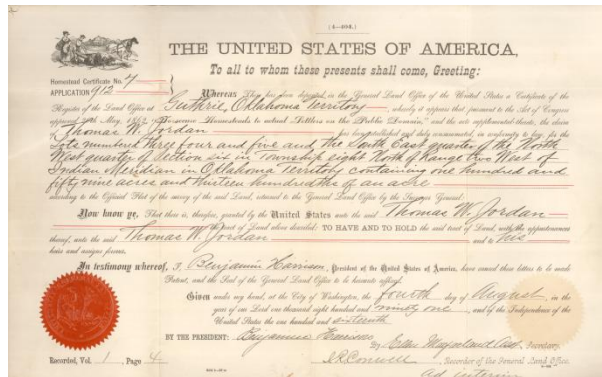 (4—404.)
THE UNITED STATES OF AMERICA,
To all to whom these presents shall come, Greeting:
Homestead Certificate No. 7
APPLICATION 912
Whereas There has been deposited in the General Land Office of the United States a Certificate of the
Register of the Land Office at Guthrie, Oklahoma Territory, whereby it appears that, pursuant to the Act of Congress
approved 20th May, 1862, "To secure Homesteads to actual Settlers on the Public Domain," and the acts supplemental thereto, the claim
of Thomas W. Jordan has been established and duly consummated, in conformity to law, for the
Lots numbered three four and five and the South East quarter of the North
West quarter of Section six in Township eight North of Range two West of
Indian Meridian in Oklahoma Territory containing one hundred and
fifty nine acres and thirteen hundredths of an acre
according to the Official Plat of the survey of the said Land, returned to the General Land Office by the Surveyor General.
Now know ye, That there is, therefore, granted by the United States unto the said Thomas W. Jordan
the tract of Land above described: TO HAVE AND TO HOLD the said tract of Land, with the appurtenances
thereof, unto the said Thomas W. Jordan and to his
heirs and assigns forever.
In testimony whereof, I, Benjamin Harrison, President of the United States of America, have caused these letters to be made
Patent, and the Seal of the General Land Office to be hereunto affixed.
Given under my hand, at the City of Washington, the fourth day of August, in the
year of our Lord one thousand eight hundred and ninety one, and of the Independence of the
United States the one hundred and sixteenth
BY THE PRESIDENT: Benjamin Harrison
By Ellen Macfarland, Asst. Secretary.
Recorded, Vol. 1, Page 4
I.R. Conwell, Recorder of the General Land Office.
Ad interim